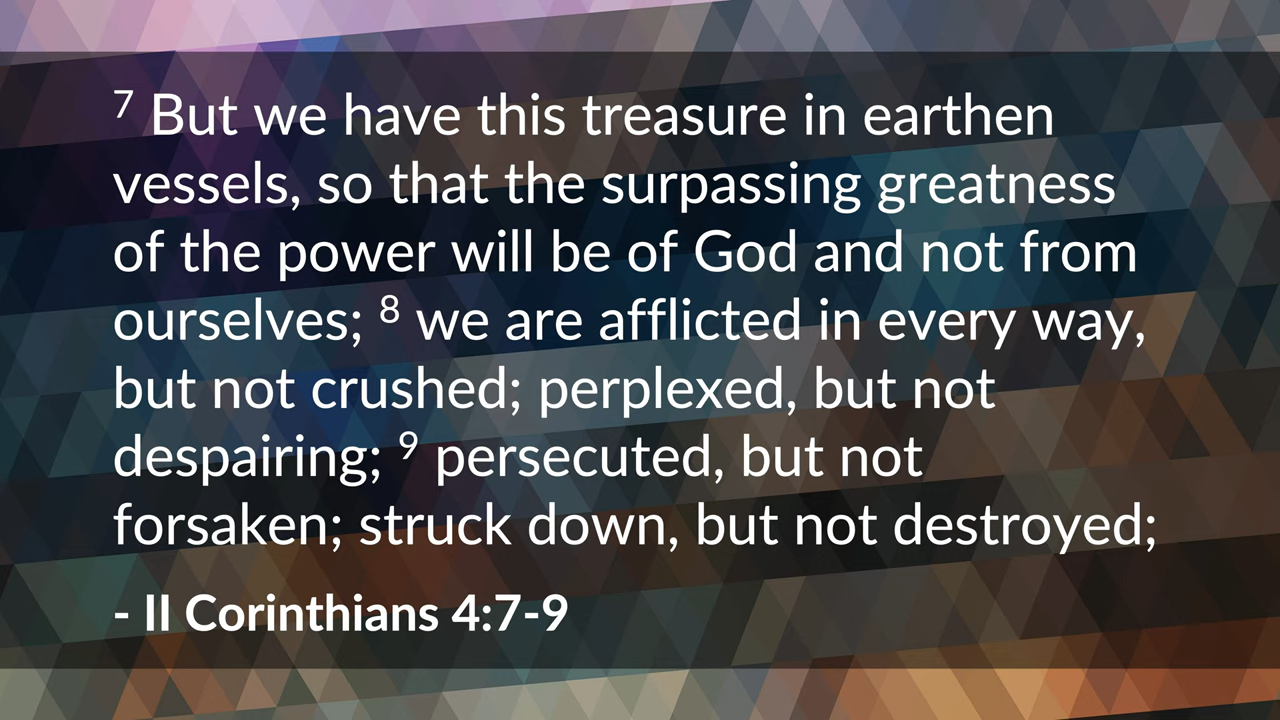 7 But we have this treasure in earthen
vessels, so that the surpassing greatness
of the power will be of God and not from
ourselves; 8 we are afflicted in every way,
but not crushed; perplexed, but not
despairing; 9 persecuted, but not
forsaken; struck down, but not destroyed;
- II Corinthians 4:7-9